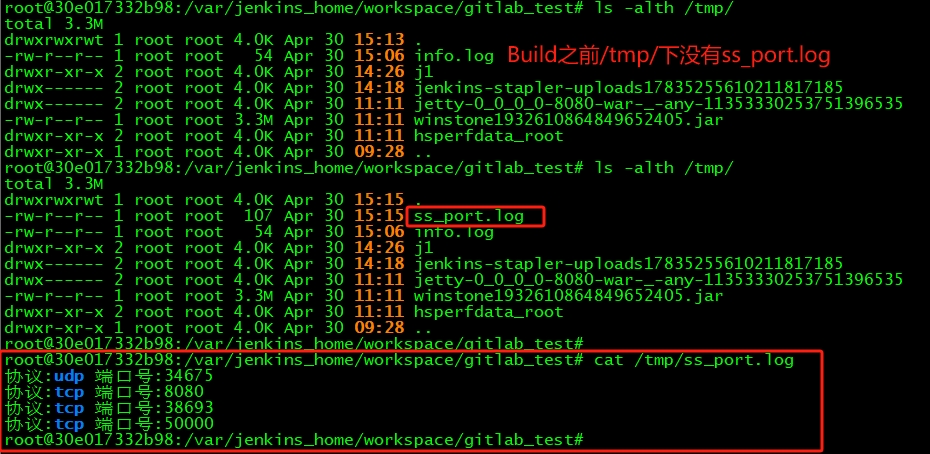 root@30e017332b98:/var/jenkins_home/workspace/gitlab_test# ls -alth /tmp/
total 3.3M
drwxrwxrwt 1 root root 4.0K Apr 30 15:13 .
-rw-r--r-- 1 root root   54 Apr 30 15:06 info.log Build之前/tmp/下没有ss_port.log
drwxr-xr-x 2 root root 4.0K Apr 30 14:26 j1
drwx------ 2 root root 4.0K Apr 30 14:18 jenkins-stapler-uploads17835255610211817185
drwx------ 2 root root 4.0K Apr 30 11:11 jetty-0_0_0_0-8080-war-_-any-11353330253751396535
-rw-r--r-- 1 root root 3.3M Apr 30 11:11 winstone1932610864849652405.jar
drwxr-xr-x 2 root root 4.0K Apr 30 11:11 hsperfdata_root
drwxr-xr-x 1 root root 4.0K Apr 30 09:28 ..
root@30e017332b98:/var/jenkins_home/workspace/gitlab_test# ls -alth /tmp/
total 3.3M
drwxrwxrwt 1 root root 4.0K Apr 30 15:15 .
-rw-r--r-- 1 root root  107 Apr 30 15:15 ss_port.log
-rw-r--r-- 1 root root   54 Apr 30 15:06 info.log
drwxr-xr-x 2 root root 4.0K Apr 30 14:26 j1
drwx------ 2 root root 4.0K Apr 30 14:18 jenkins-stapler-uploads17835255610211817185
drwx------ 2 root root 4.0K Apr 30 11:11 jetty-0_0_0_0-8080-war-_-any-11353330253751396535
-rw-r--r-- 1 root root 3.3M Apr 30 11:11 winstone1932610864849652405.jar
drwxr-xr-x 2 root root 4.0K Apr 30 11:11 hsperfdata_root
drwxr-xr-x 1 root root 4.0K Apr 30 09:28 ..
root@30e017332b98:/var/jenkins_home/workspace/gitlab_test#
root@30e017332b98:/var/jenkins_home/workspace/gitlab_test# cat /tmp/ss_port.log
协议:udp 端口号:34675
协议:tcp 端口号:8080
协议:tcp 端口号:38693
协议:tcp 端口号:50000
root@30e017332b98:/var/jenkins_home/workspace/gitlab_test#